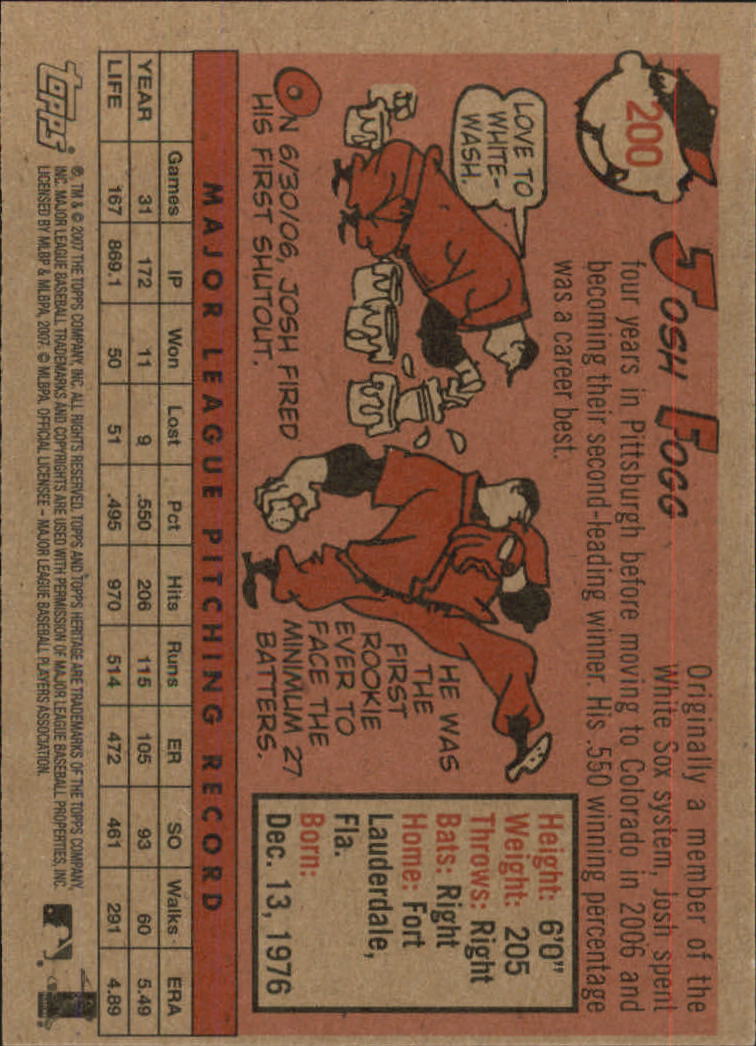 200
JOSH FOGG
Originally a member of the
White Sox system, Josh spent
four years in Pittsburgh before moving to Colorado in 2006 and
becoming their second-leading winner. His .550 winning percentage
was a career best.
LOVE TO
WHITE-
WASH.
ON 6/30/06, JOSH FIRED
HIS FIRST SHUTOUT.
HE WAS
THE
FIRST
ROOKIE
EVER TO
FACE THE
MINIMUM 27
BATTERS.
Height: 6'0"
Weight: 205
Throws: Right
Bats: Right
Home: Fort
Lauderdale,
Fla.
Born:
Dec. 13, 1976
MAJOR LEAGUE PITCHING RECORD
Games IP Won Lost Pct Hits Runs ER SO Walks ERA
YEAR 31 172 11 9 .550 206 115 105 93 60 5.49
LIFE 167 869.1 50 51 .495 970 514 472 461 291 4.89
topps®
®, TM & © 2007 THE TOPPS COMPANY, INC. ALL RIGHTS RESERVED. TOPPS AND TOPPS HERITAGE ARE TRADEMARKS OF THE TOPPS COMPANY,
INC. MAJOR LEAGUE BASEBALL TRADEMARKS AND COPYRIGHTS ARE USED WITH PERMISSION OF MAJOR LEAGUE BASEBALL PROPERTIES, INC.
LICENSED BY MLBP & MLBPA, 2007. © MLBPA. OFFICIAL LICENSEE – MAJOR LEAGUE BASEBALL PLAYERS ASSOCIATION.